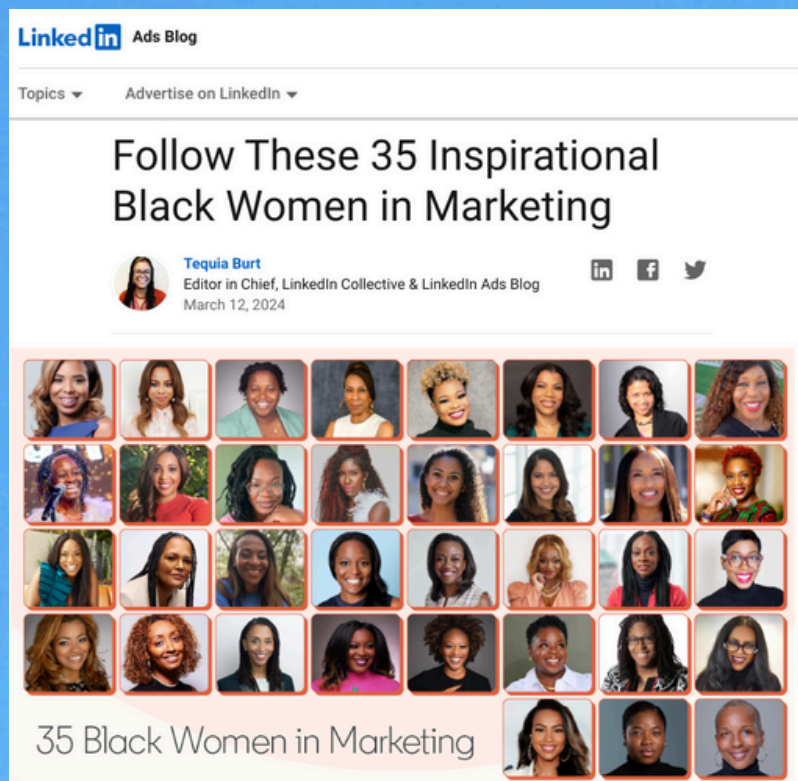 Linked in Ads Blog
Topics Advertise on LinkedIn
Follow These 35 Inspirational
Black Women in Marketing
Tequia Burt
Editor in Chief, LinkedIn Collective & LinkedIn Ads Blog
March 12, 2024
in f
35 Black Women in Marketing